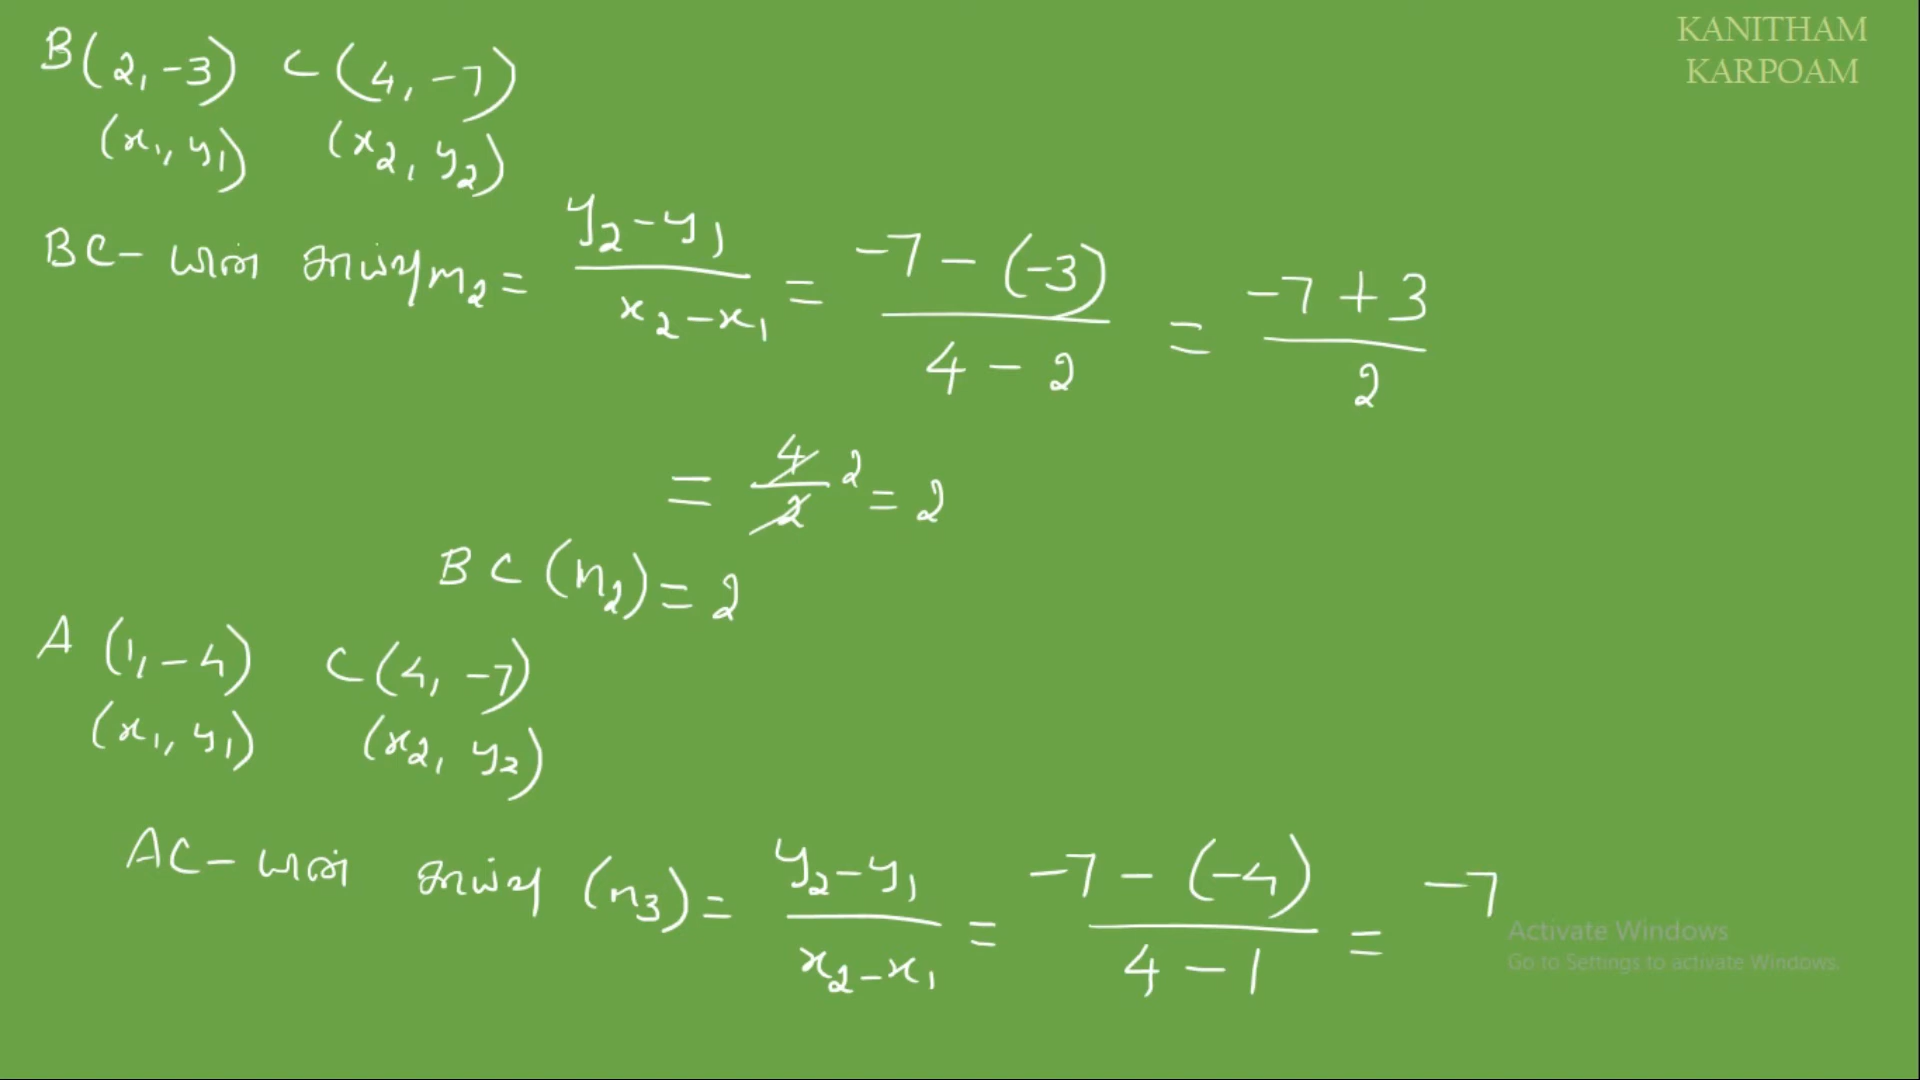 KANITHAM
KARPOAM
B(2, -3) C(4, -7)
(x₁, y₁) (x₂, y₂)
BC- யின் சாய்வு m₂ = (y₂ - y₁)/(x₂ - x₁) = (-7 - (-3))/(4 - 2) = (-7 + 3)/2
= 4/2 2 = 2
BC (m₂) = 2
A (1, -4) C(4, -7)
(x₁, y₁) (x₂, y₂)
AC- யின் சாய்வு (m₃) = (y₂ - y₁)/(x₂ - x₁) = (-7 - (-4))/(4 - 1) = -7
Activate Windows
Go to Settings to activate Windows.